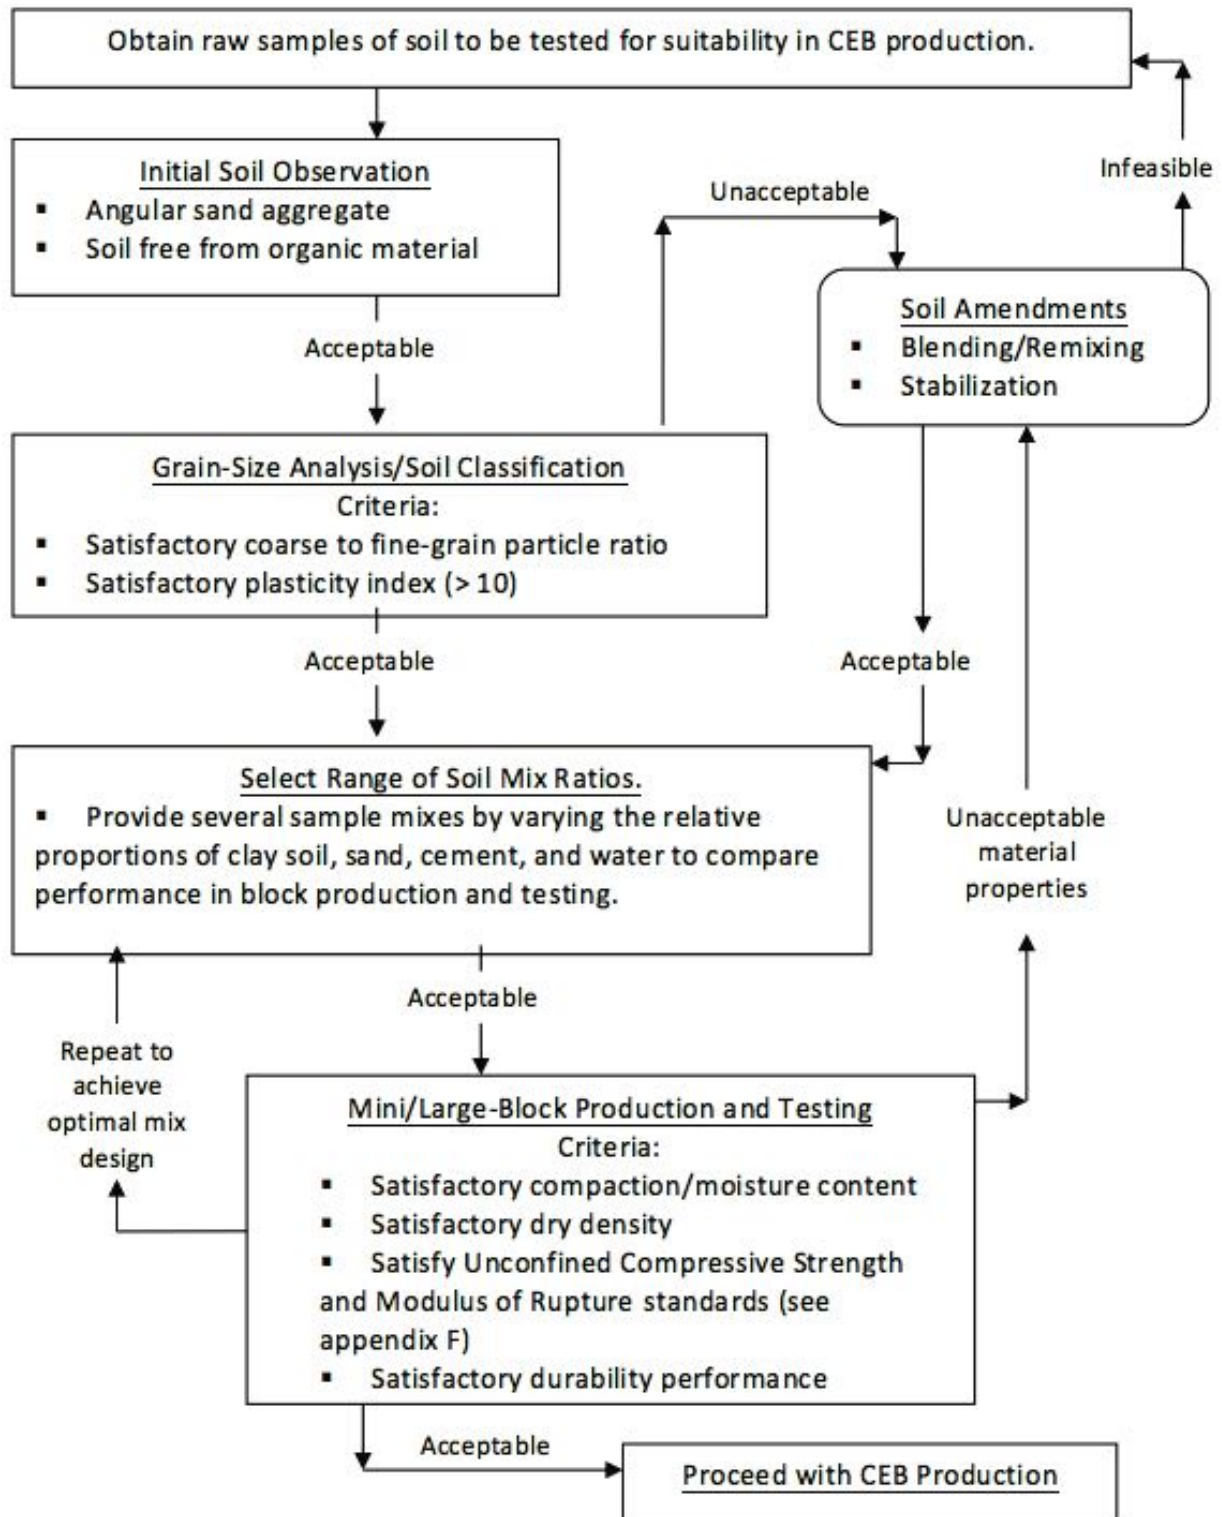 Obtain raw samples of soil to be tested for suitability in CEB production.
Initial Soil Observation
▪ Angular sand aggregate
▪ Soil free from organic material
Unacceptable
Infeasible
Soil Amendments
▪ Blending/Remixing
▪ Stabilization
Acceptable
Grain-Size Analysis/Soil Classification
Criteria:
▪ Satisfactory coarse to fine-grain particle ratio
▪ Satisfactory plasticity index (> 10)
Acceptable
Acceptable
Select Range of Soil Mix Ratios.
▪ Provide several sample mixes by varying the relative
proportions of clay soil, sand, cement, and water to compare
performance in block production and testing.
Unacceptable
material
properties
Acceptable
Repeat to
achieve
optimal mix
design
Mini/Large-Block Production and Testing
Criteria:
▪ Satisfactory compaction/moisture content
▪ Satisfactory dry density
▪ Satisfy Unconfined Compressive Strength
and Modulus of Rupture standards (see
appendix F)
▪ Satisfactory durability performance
Acceptable
Proceed with CEB Production